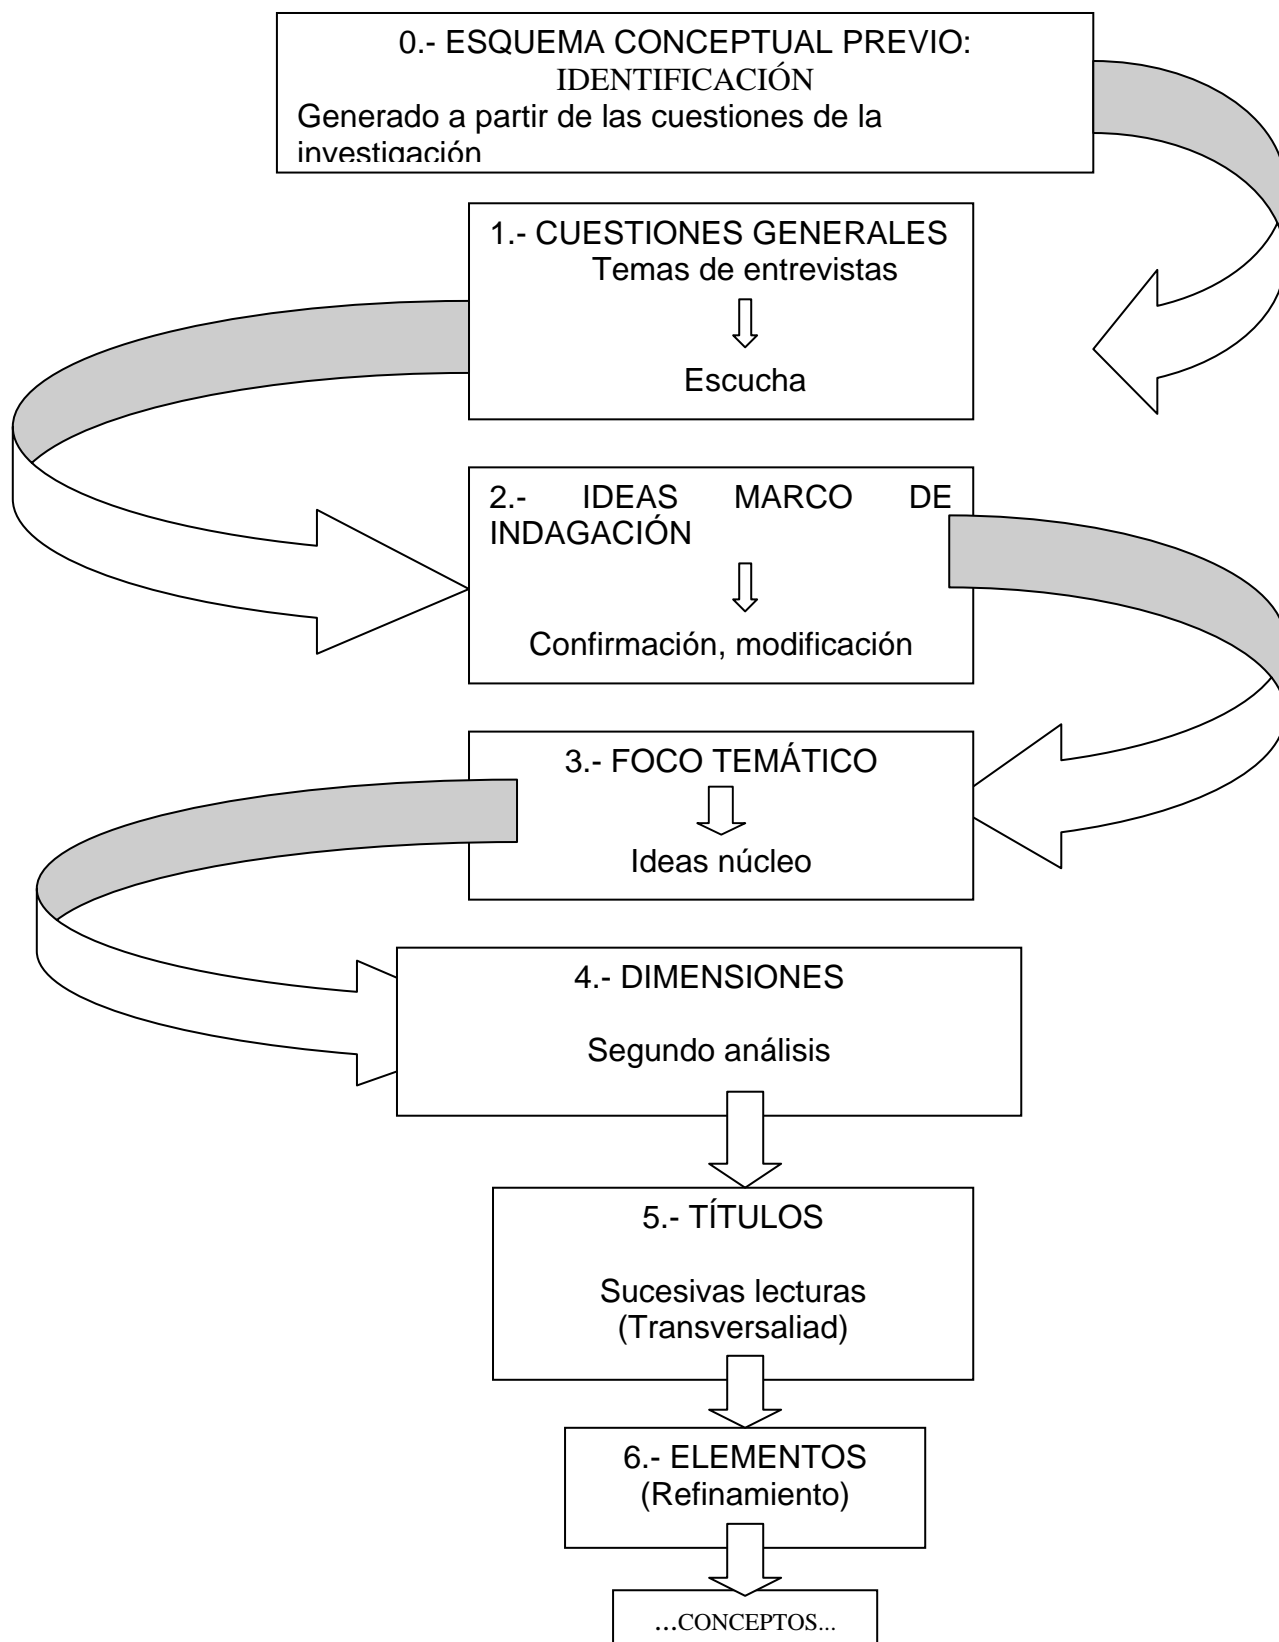 0.- ESQUEMA CONCEPTUAL PREVIO:
IDENTIFICACIÓN
Generado a partir de las cuestiones de la
investigación
1.- CUESTIONES GENERALES
Temas de entrevistas
Escucha
2.- IDEAS MARCO DE
INDAGACIÓN
Confirmación, modificación
3.- FOCO TEMÁTICO
Ideas núcleo
4.- DIMENSIONES
Segundo análisis
5.- TÍTULOS
Sucesivas lecturas
(Transversaliad)
6.- ELEMENTOS
(Refinamiento)
...CONCEPTOS...